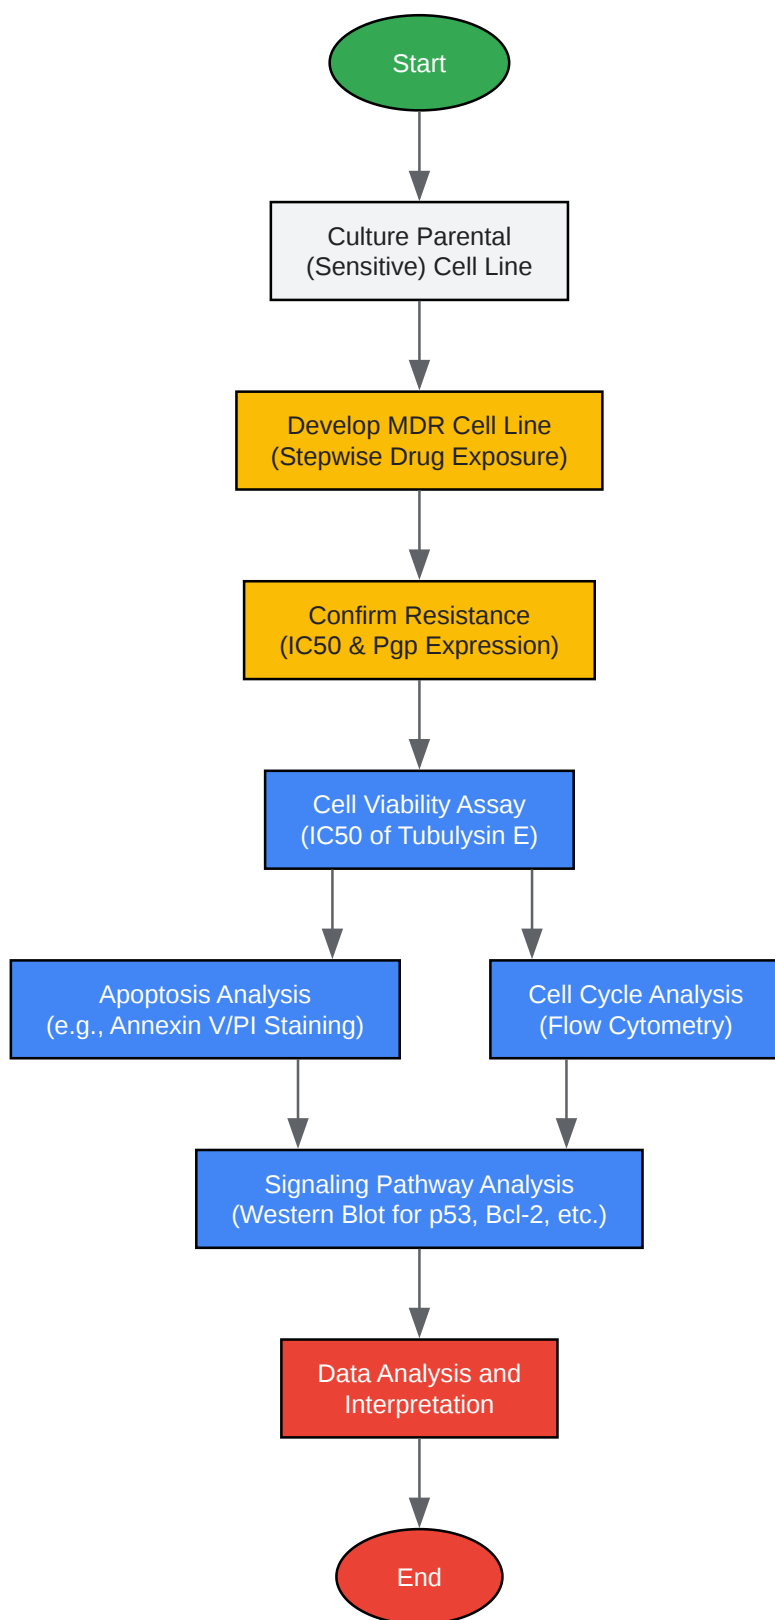 Start
Culture Parental
(Sensitive) Cell Line
Develop MDR Cell Line
(Stepwise Drug Exposure)
Confirm Resistance
(IC50 & Pgp Expression)
Cell Viability Assay
(IC50 of Tubulysin E)
Apoptosis Analysis
(e.g., Annexin V/PI Staining)
Cell Cycle Analysis
(Flow Cytometry)
Signaling Pathway Analysis
(Western Blot for p53, Bcl-2, etc.)
Data Analysis and
Interpretation
End